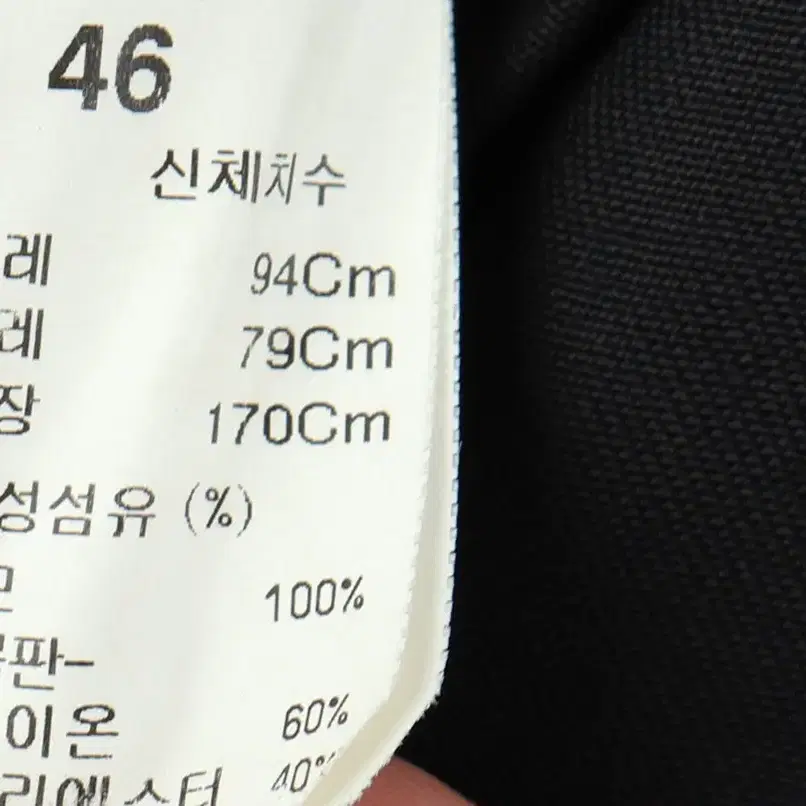 46
신체치수
레 94Cm
레 79Cm
장 170Cm
성섬유 (%)
모 100%
판-
이온 60%
리에스터 40%